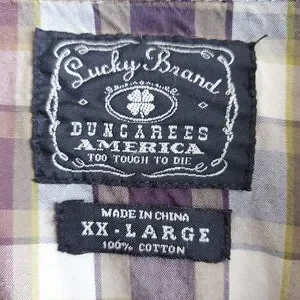 Lucky Brand
DUNGAREES
AMERICA
TOO TOUGH TO DIE
MADE IN CHINA
XX-LARGE
100% COTTON